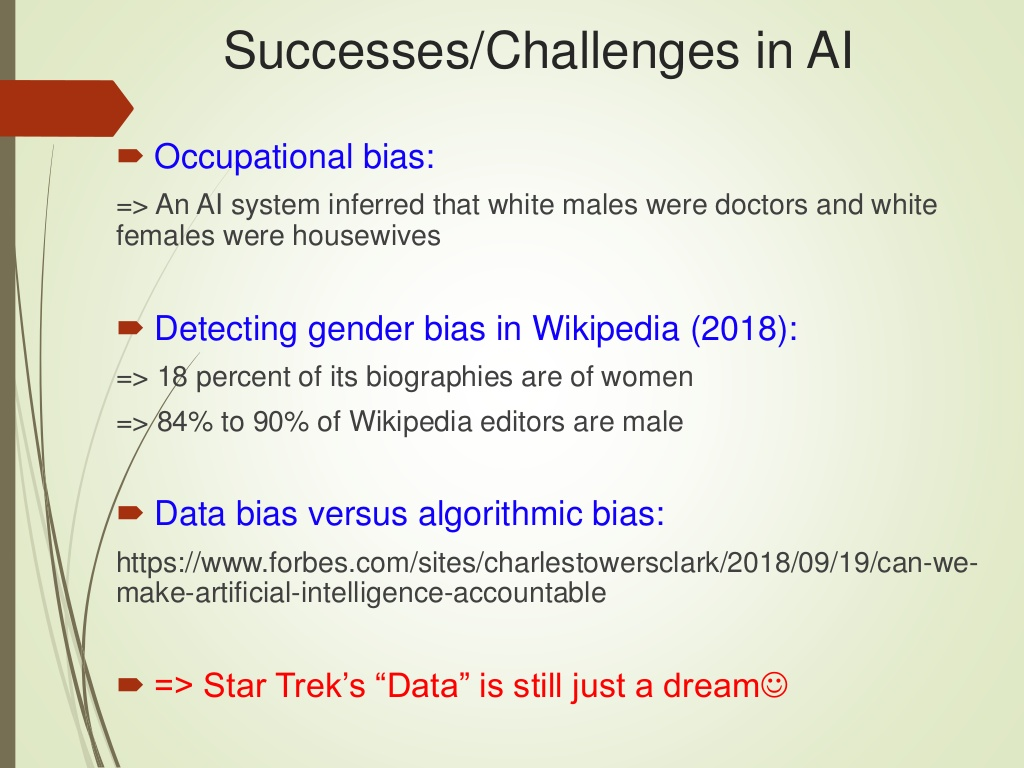 Successes/Challenges in AI
Occupational bias:
=> An AI system inferred that white males were doctors and white
females were housewives
Detecting gender bias in Wikipedia (2018):
=> 18 percent of its biographies are of women
=> 84% to 90% of Wikipedia editors are male
Data bias versus algorithmic bias:
https://www.forbes.com/sites/charlestowersclark/2018/09/19/can-we-
make-artificial-intelligence-accountable
=> Star Trek’s “Data” is still just a dream☺